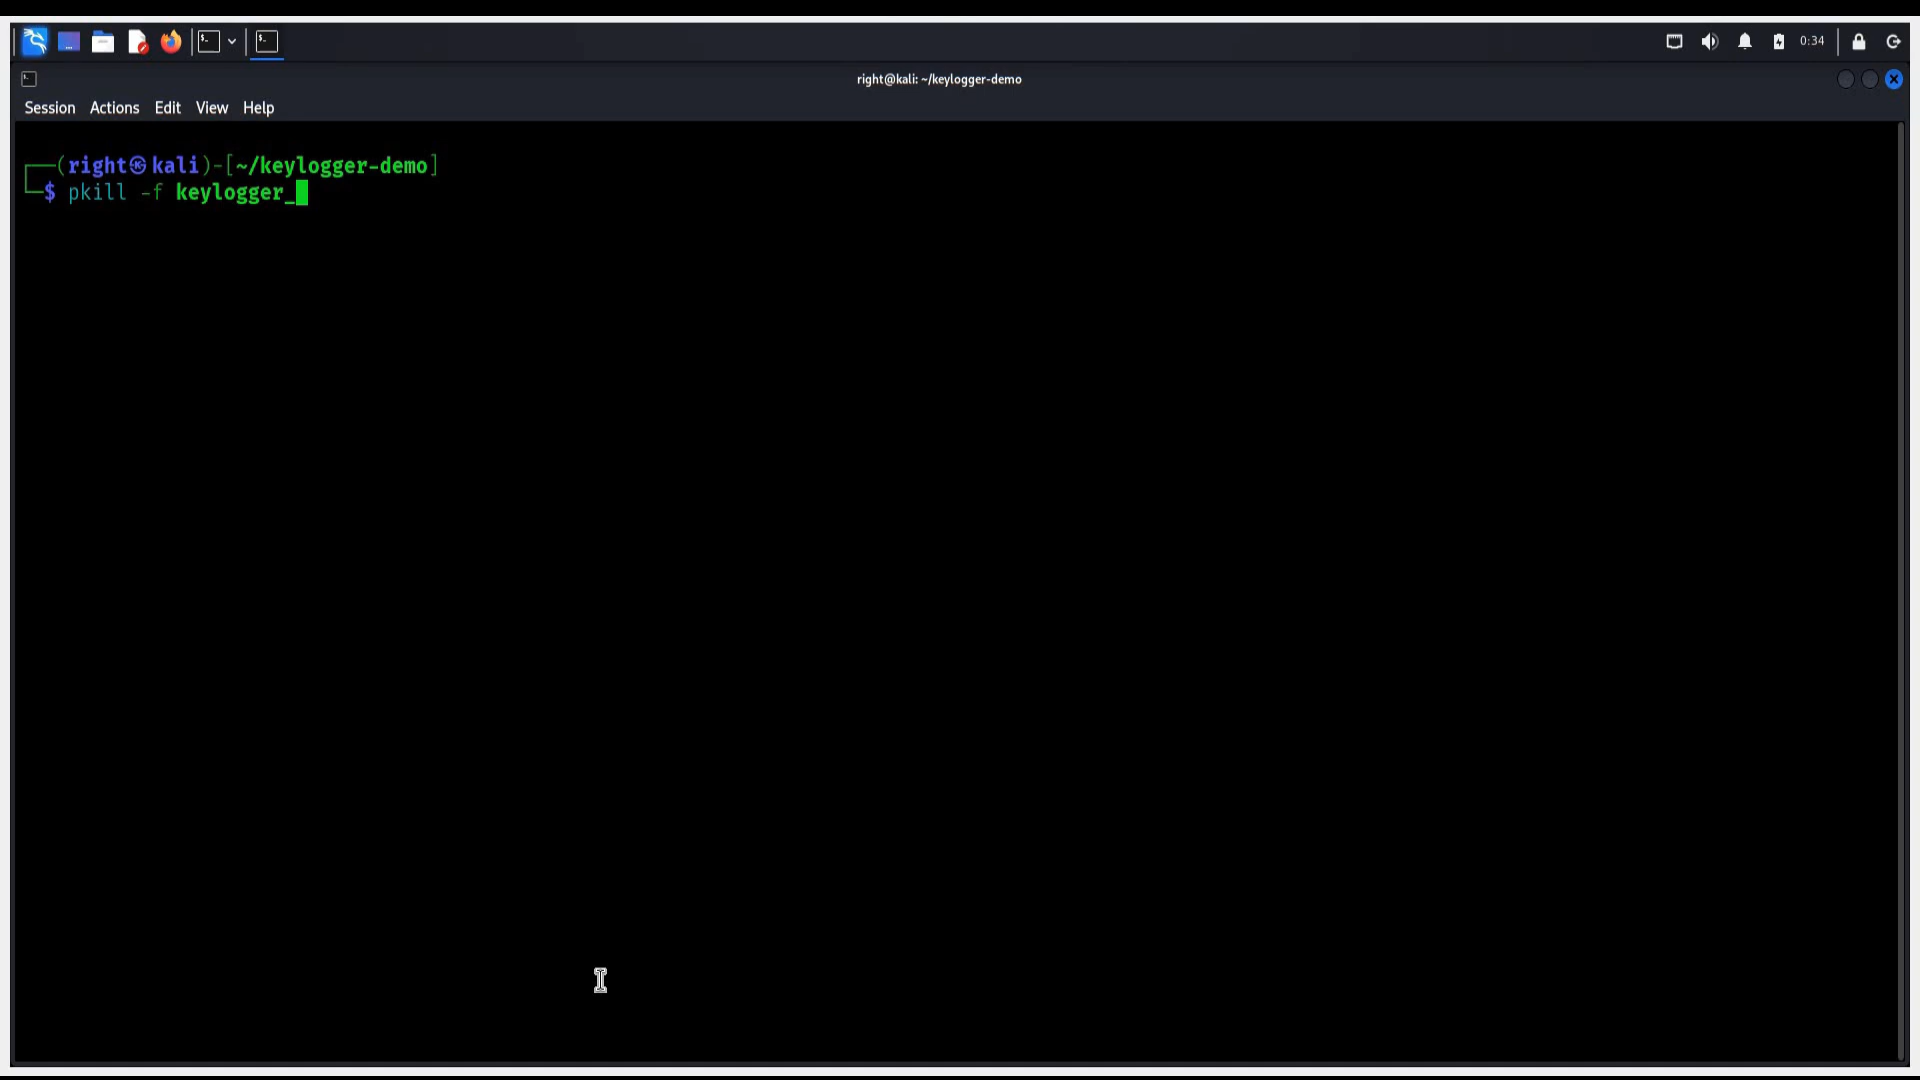 0:34
right@kali: ~/keylogger-demo
Session Actions Edit View Help
┌──(right㉿kali)-[~/keylogger-demo]
└─$ pkill -f keylogger_